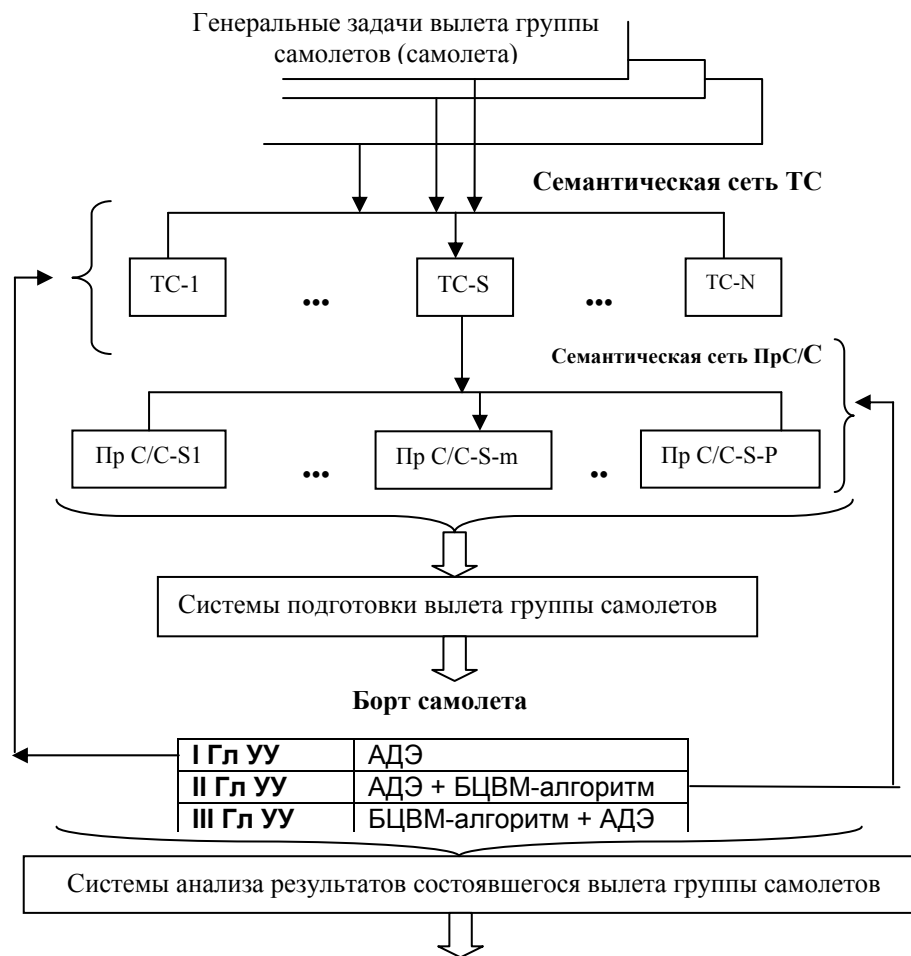 Генеральные задачи вылета группы
самолетов (самолета)
Семантическая сеть ТС
ТС-1
...
ТС-S
...
ТС-N
Семантическая сеть ПрС/С
Пр С/С-S1
...
Пр С/С-S-m
..
Пр С/С-S-P
Системы подготовки вылета группы самолетов
Борт самолета
I Гл УУ АДЭ
II Гл УУ АДЭ + БЦВМ-алгоритм
III Гл УУ БЦВМ-алгоритм + АДЭ
Системы анализа результатов состоявшегося вылета группы самолетов